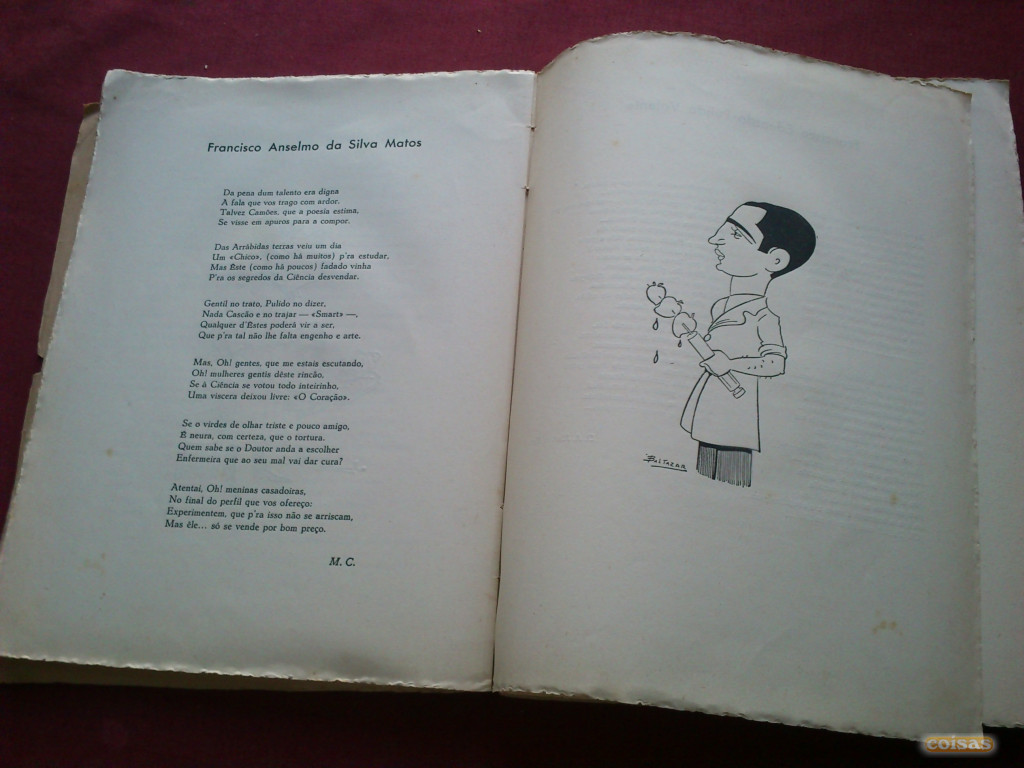 Francisco Anselmo da Silva Matos
Da pena dum talento era digna
A fala que vos trago com ardor.
Talvez Camões, que a poesia estima,
Se visse em apuros para a compor.
Das Arrábidas terras veiu um dia
Um «Chico», (como há muitos) p'ra estudar,
Mas Êste (como há poucos) fadado vinha
P'ra os segredos da Ciência desvendar.
Gentil no trato, Pulido no dizer,
Nada Cascão e no trajar — «Smart» —,
Qualquer d'Êstes poderá vir a ser,
Que p'ra tal não lhe falta engenho e arte.
Mas, Oh! gentes, que me estais escutando,
Oh! mulheres gentis dêste rincão,
Se à Ciência se votou todo inteirinho,
Uma viscera deixou livre: «O Coração».
Se o virdes de olhar triste e pouco amigo,
É neura, com certeza, que o tortura.
Quem sabe se o Doutor anda a escolher
Enfermeira que ao seu mal vai dar cura?
Atentai, Oh! meninas casadoiras,
No final do perfil que vos ofereço:
Experimentem, que p'ra isso não se arriscam,
Mas êle... só se vende por bom preço.
M. C.
BALTAZAR
coisas